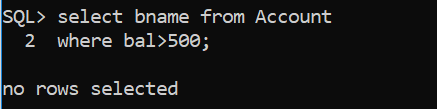 SQL> select bname from Account
2 where bal>500;
no rows selected